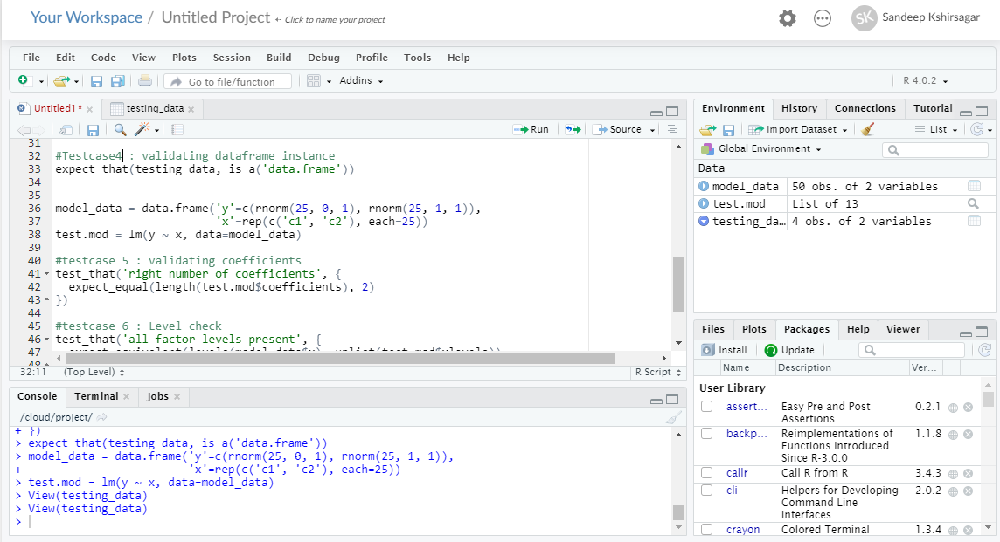 Your Workspace / Untitled Project ← Click to name your project
SK Sandeep Kshirsagar
File Edit Code View Plots Session Build Debug Profile Tools Help
Go to file/function Addins R 4.0.2
Untitled1* × testing_data ×
Run Source
31
32 #Testcase4 : validating dataframe instance
33 expect_that(testing_data, is_a('data.frame'))
34
35
36 model_data = data.frame('y'=c(rnorm(25, 0, 1), rnorm(25, 1, 1)),
37 'x'=rep(c('c1', 'c2'), each=25))
38 test.mod = lm(y ~ x, data=model_data)
39
40 #testcase 5 : validating coefficients
41 test_that('right number of coefficients', {
42 expect_equal(length(test.mod$coefficients), 2)
43 })
44
45 #testcase 6 : Level check
46 test_that('all factor levels present', {
47
32:11 (Top Level) R Script
Console Terminal × Jobs ×
/cloud/project/
+ })
> expect_that(testing_data, is_a('data.frame'))
> model_data = data.frame('y'=c(rnorm(25, 0, 1), rnorm(25, 1, 1)),
+ 'x'=rep(c('c1', 'c2'), each=25))
> test.mod = lm(y ~ x, data=model_data)
> View(testing_data)
> View(testing_data)
>
Environment History Connections Tutorial
Import Dataset List
Global Environment
Data
model_data 50 obs. of 2 variables
test.mod List of 13
testing_da… 4 obs. of 2 variables
Files Plots Packages Help Viewer
Install Update
Name Description Ver...
User Library
assert… Easy Pre and Post 0.2.1
Assertions
backp… Reimplementations of 1.1.8
Functions Introduced
Since R-3.0.0
callr Call R from R 3.4.3
cli Helpers for Developing 2.0.2
Command Line
Interfaces
crayon Colored Terminal 1.3.4